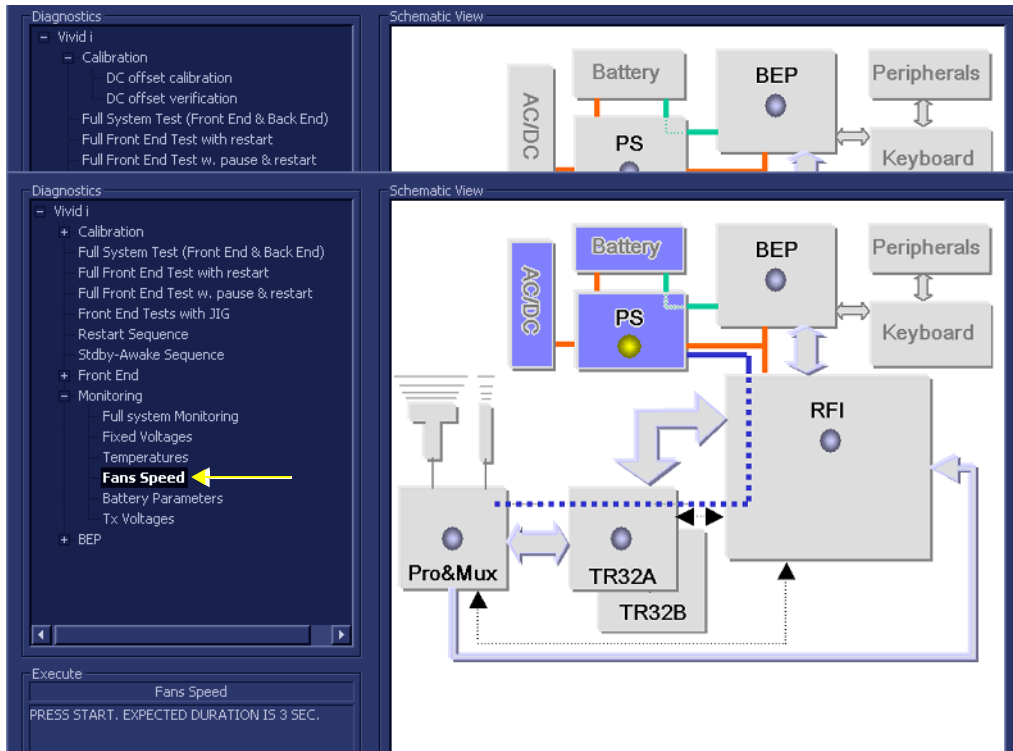 Diagnostics
Vivid i
Calibration
DC offset calibration
DC offset verification
Full System Test (Front End & Back End)
Full Front End Test with restart
Full Front End Test w. pause & restart
Schematic View
Battery
BEP
Peripherals
AC/DC
PS
Keyboard
Diagnostics
Vivid i
Calibration
Full System Test (Front End & Back End)
Full Front End Test with restart
Full Front End Test w. pause & restart
Front End Tests with JIG
Restart Sequence
Stdby-Awake Sequence
Front End
Monitoring
Full system Monitoring
Fixed Voltages
Temperatures
Fans Speed
Battery Parameters
Tx Voltages
BEP
Schematic View
Battery
BEP
Peripherals
AC/DC
PS
Keyboard
RFI
Pro&Mux
TR32A
TR32B
Execute
Fans Speed
PRESS START. EXPECTED DURATION IS 3 SEC.